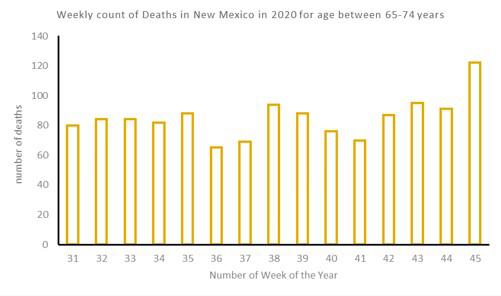 Weekly count of Deaths in New Mexico in 2020 for age between 65-74 years
number of deaths
140
120
100
80
60
40
20
0
31 32 33 34 35 36 37 38 39 40 41 42 43 44 45
Number of Week of the Year